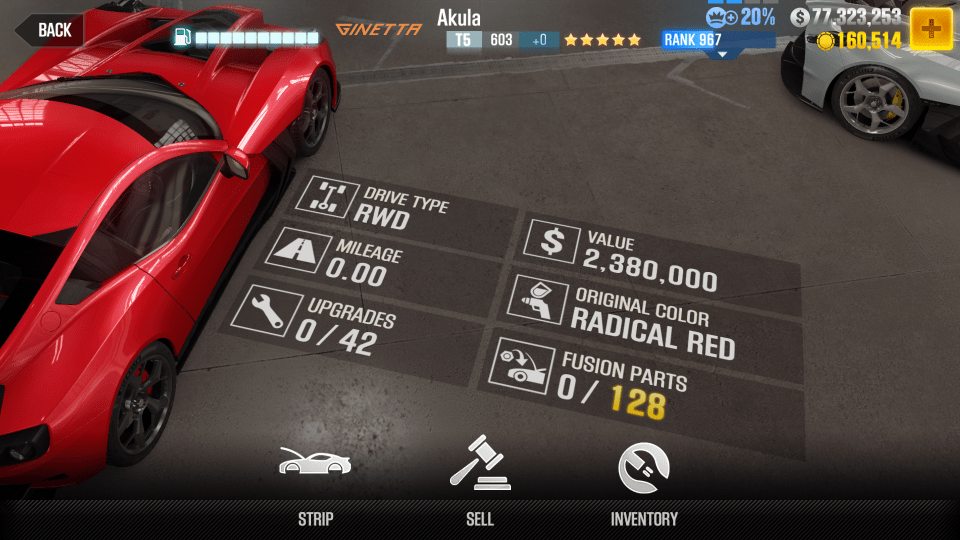 BACK
GINETTA
Akula
T5 603 +0
20%
RANK 967
$ 77,323,253
160,514
DRIVE TYPE
RWD
MILEAGE
0.00
UPGRADES
0 / 42
$
VALUE
2,380,000
ORIGINAL COLOR
RADICAL RED
FUSION PARTS
0 / 128
STRIP
SELL
INVENTORY